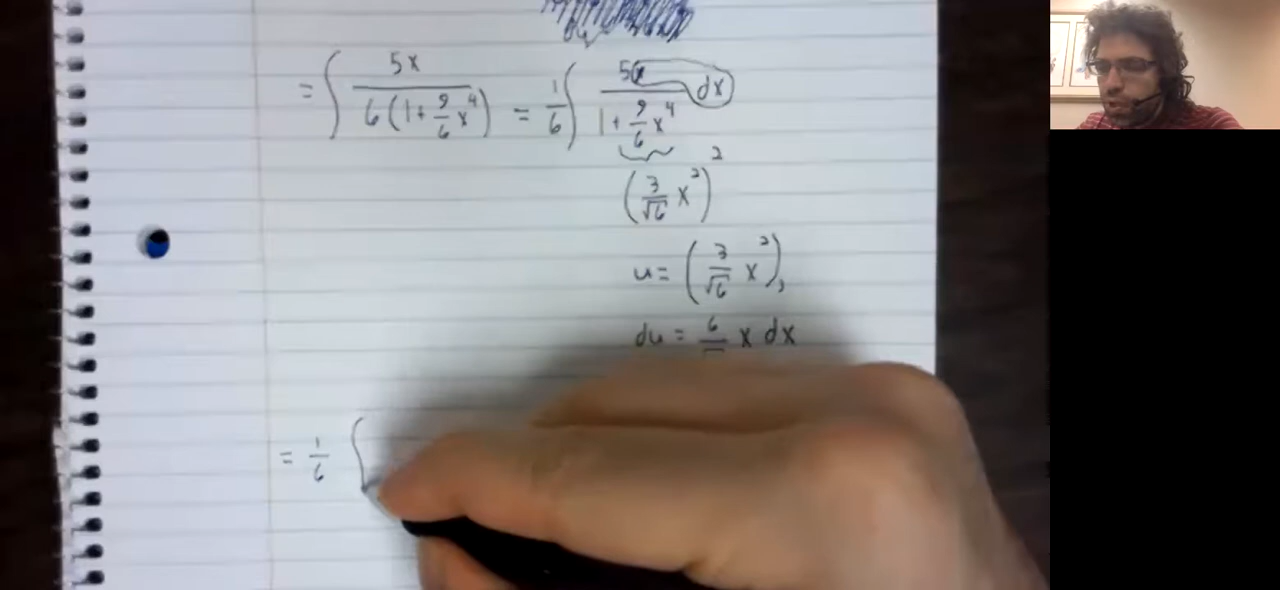 = ∫ 5x / 6(1 + 9/6 x⁴) = 1/6 ∫ 5x / 1 + 9/6 x⁴ dx
(3/√6 x²)²
u = (3/√6 x²),
du = 6/√ x dx
= 1/6 ∫